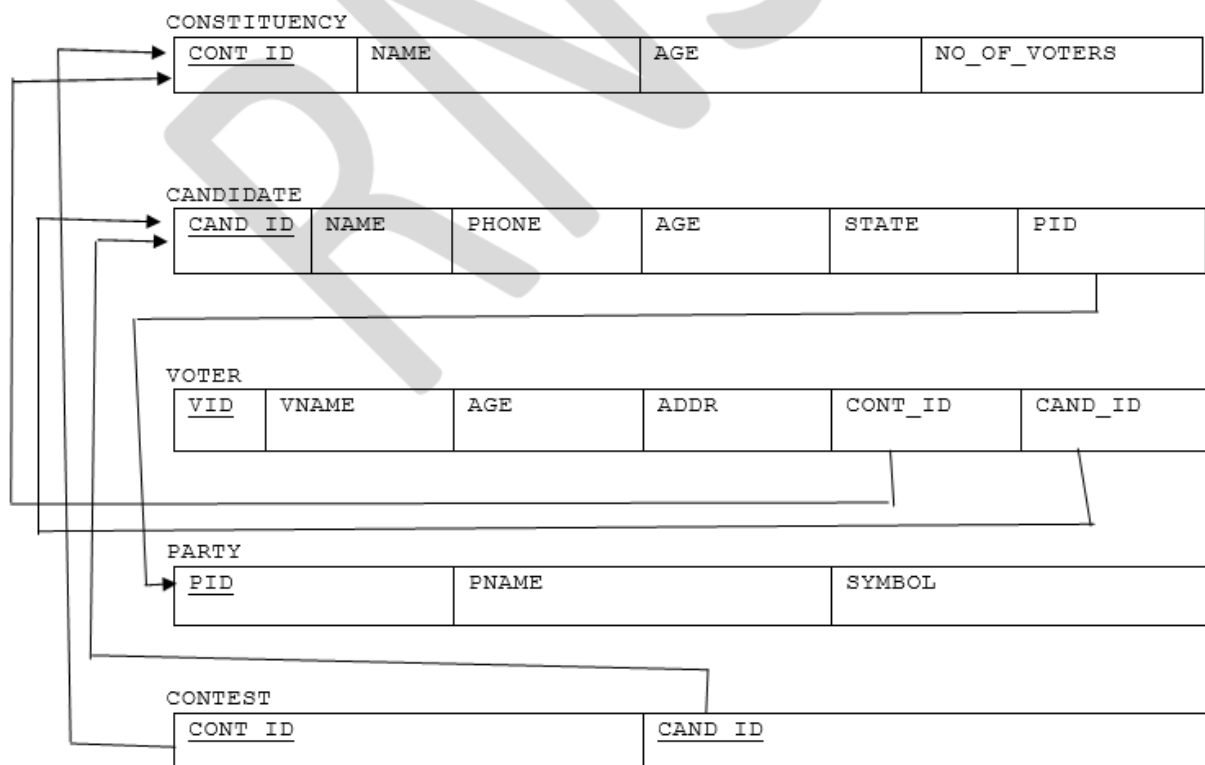 CONSTITUENCY
CONT_ID NAME AGE NO_OF_VOTERS
CANDIDATE
CAND_ID NAME PHONE AGE STATE PID
VOTER
VID VNAME AGE ADDR CONT_ID CAND_ID
PARTY
PID PNAME SYMBOL
CONTEST
CONT_ID CAND_ID